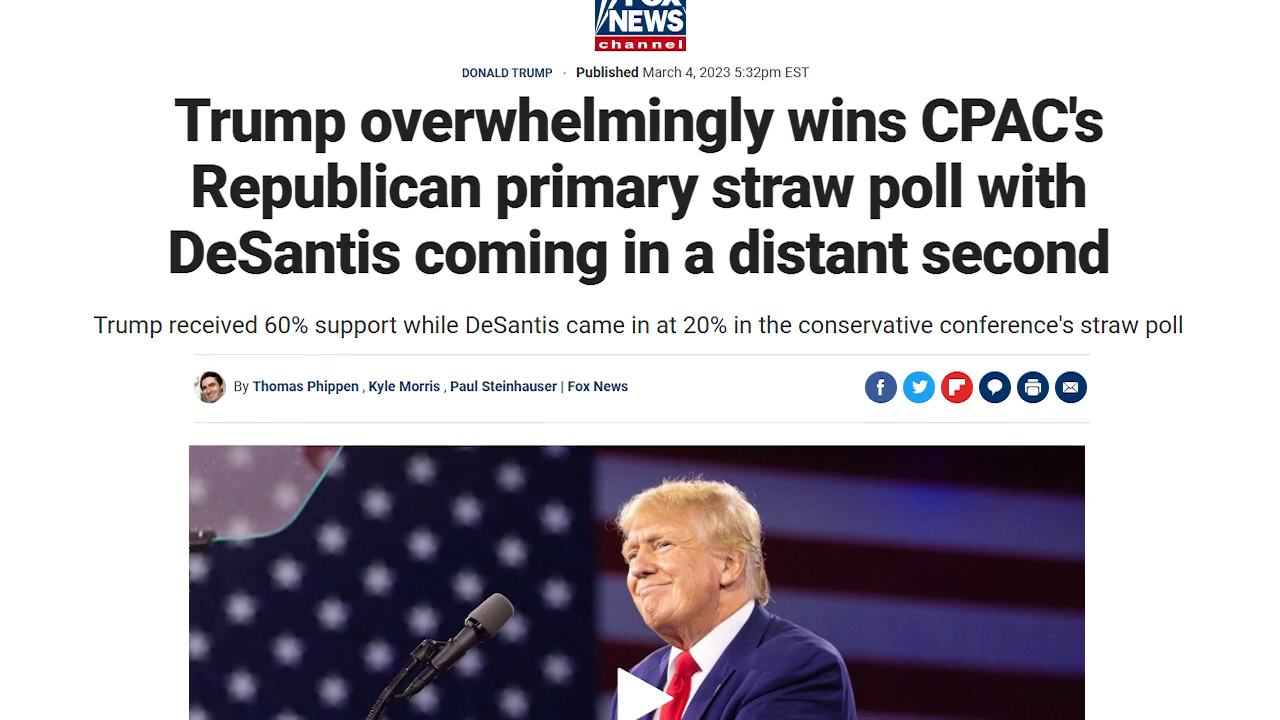 FOX
NEWS
channel
DONALD TRUMP · Published March 4, 2023 5:32pm EST
Trump overwhelmingly wins CPAC's
Republican primary straw poll with
DeSantis coming in a distant second
Trump received 60% support while DeSantis came in at 20% in the conservative conference's straw poll
By Thomas Phippen , Kyle Morris , Paul Steinhauser | Fox News